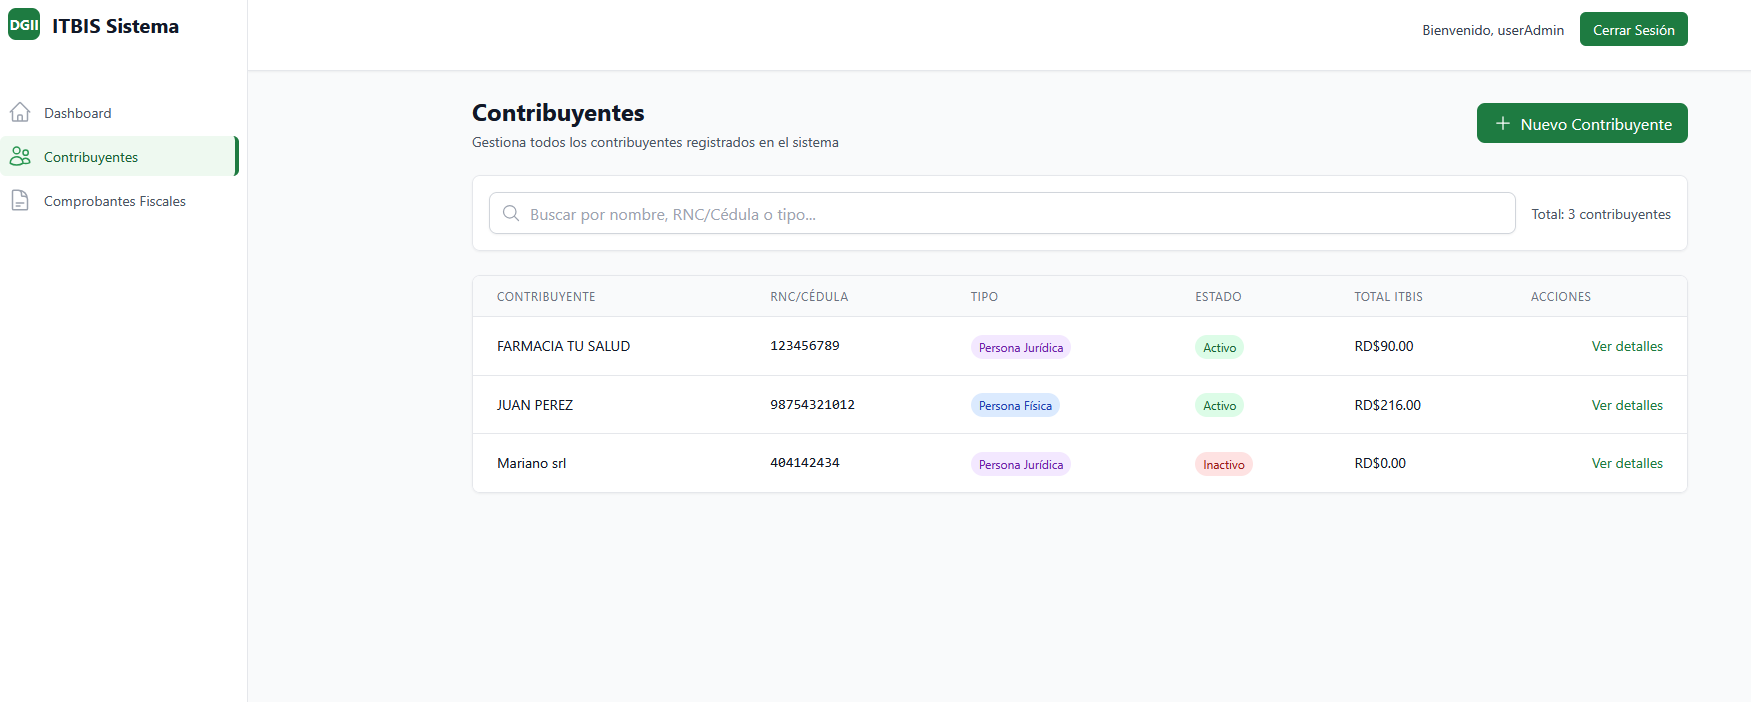 DGII ITBIS Sistema
Bienvenido, userAdmin Cerrar Sesión
Dashboard
Contribuyentes
Comprobantes Fiscales
Contribuyentes
Gestiona todos los contribuyentes registrados en el sistema
+ Nuevo Contribuyente
Buscar por nombre, RNC/Cédula o tipo... Total: 3 contribuyentes
CONTRIBUYENTE RNC/CÉDULA TIPO ESTADO TOTAL ITBIS ACCIONES
FARMACIA TU SALUD 123456789 Persona Jurídica Activo RD$90.00 Ver detalles
JUAN PEREZ 98754321012 Persona Física Activo RD$216.00 Ver detalles
Mariano srl 404142434 Persona Jurídica Inactivo RD$0.00 Ver detalles